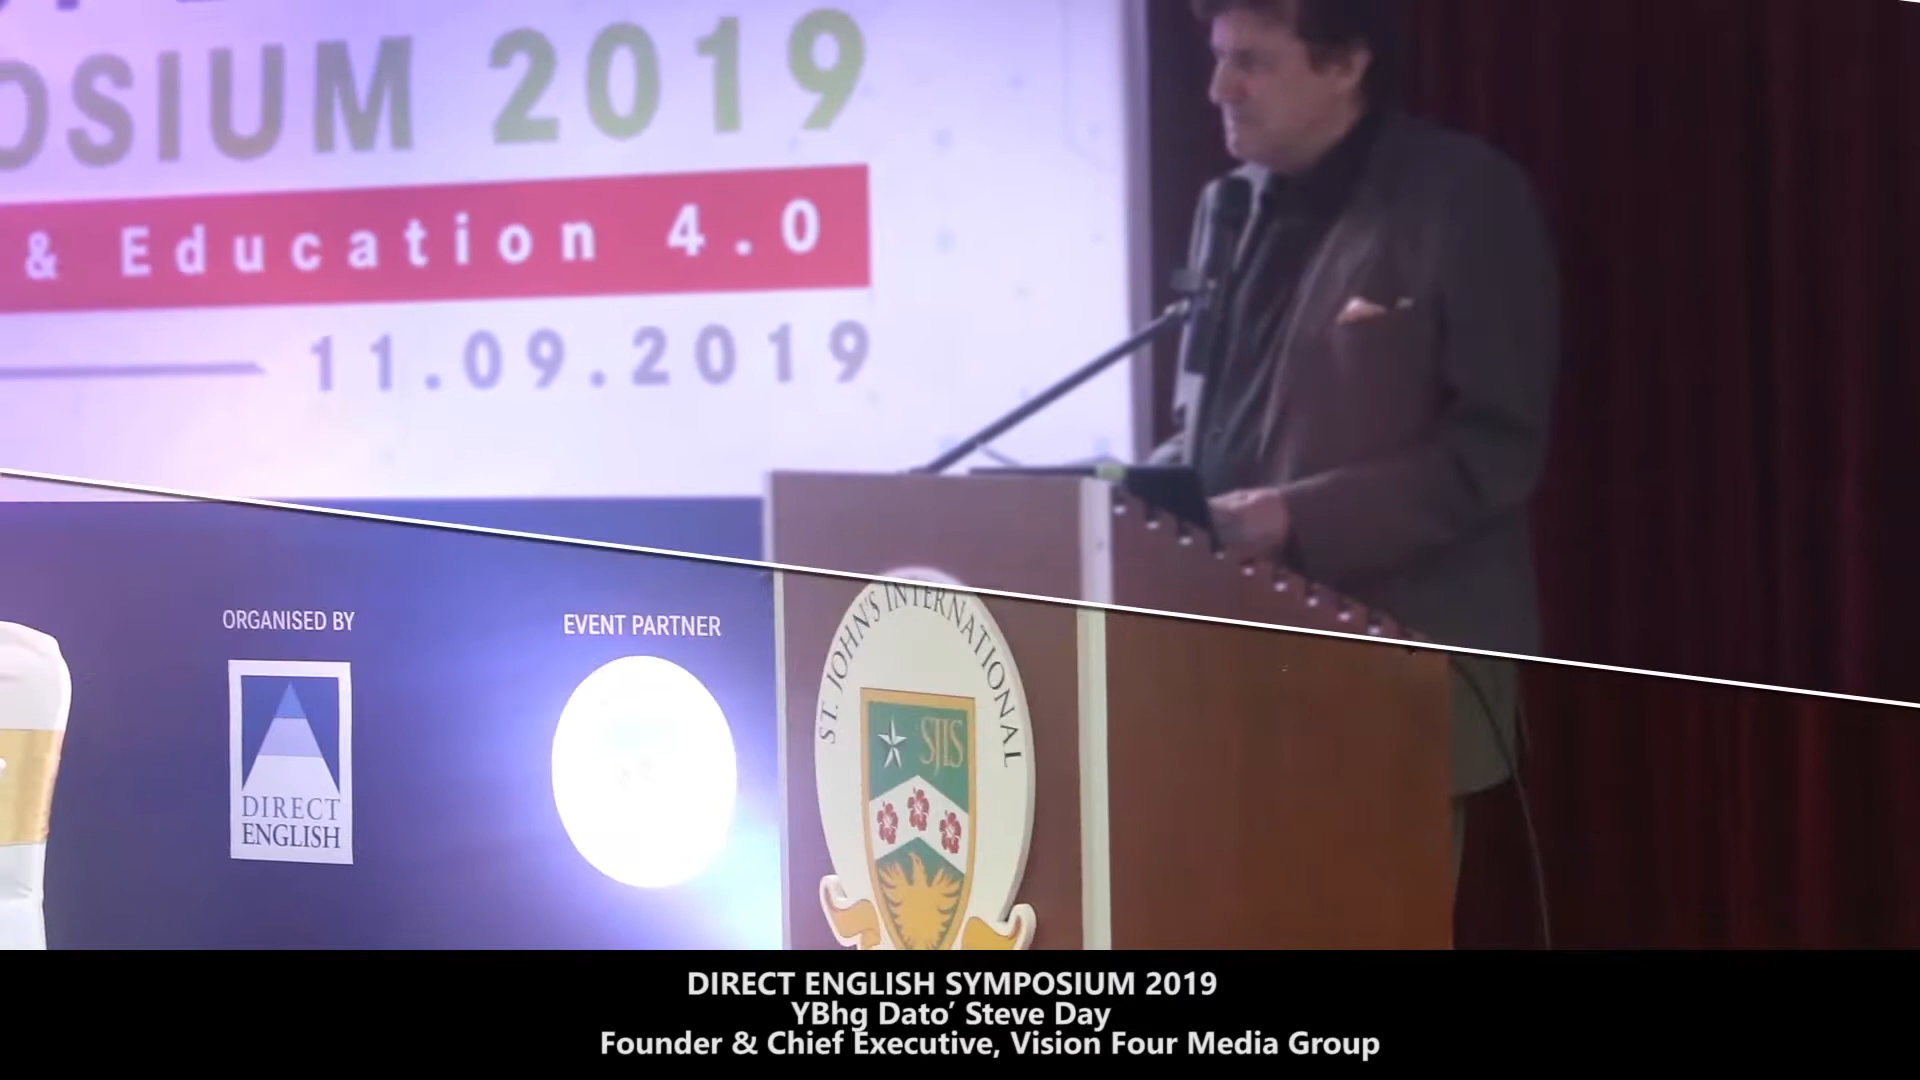 OSIUM 2019
& Education 4.0
11.09.2019
ORGANISED BY
EVENT PARTNER
DIRECT
ENGLISH
ST. JOHN'S INTERNATIONAL
SJIS
DIRECT ENGLISH SYMPOSIUM 2019
YBhg Dato’ Steve Day
Founder & Chief Executive, Vision Four Media Group